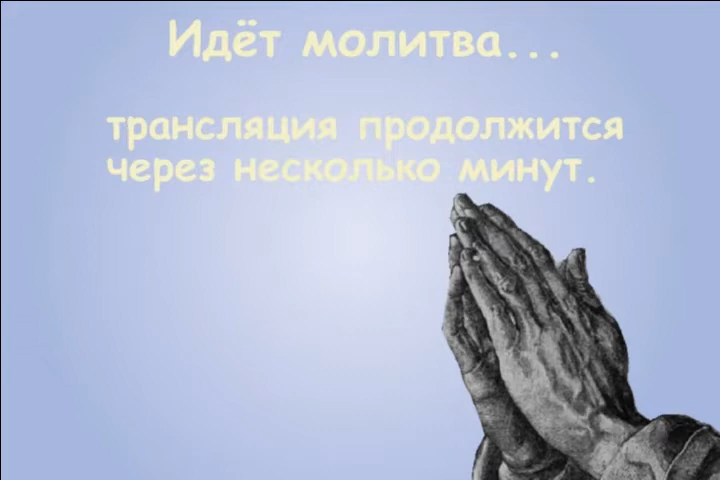 Идёт молитва...
трансляция продолжится
через несколько минут.